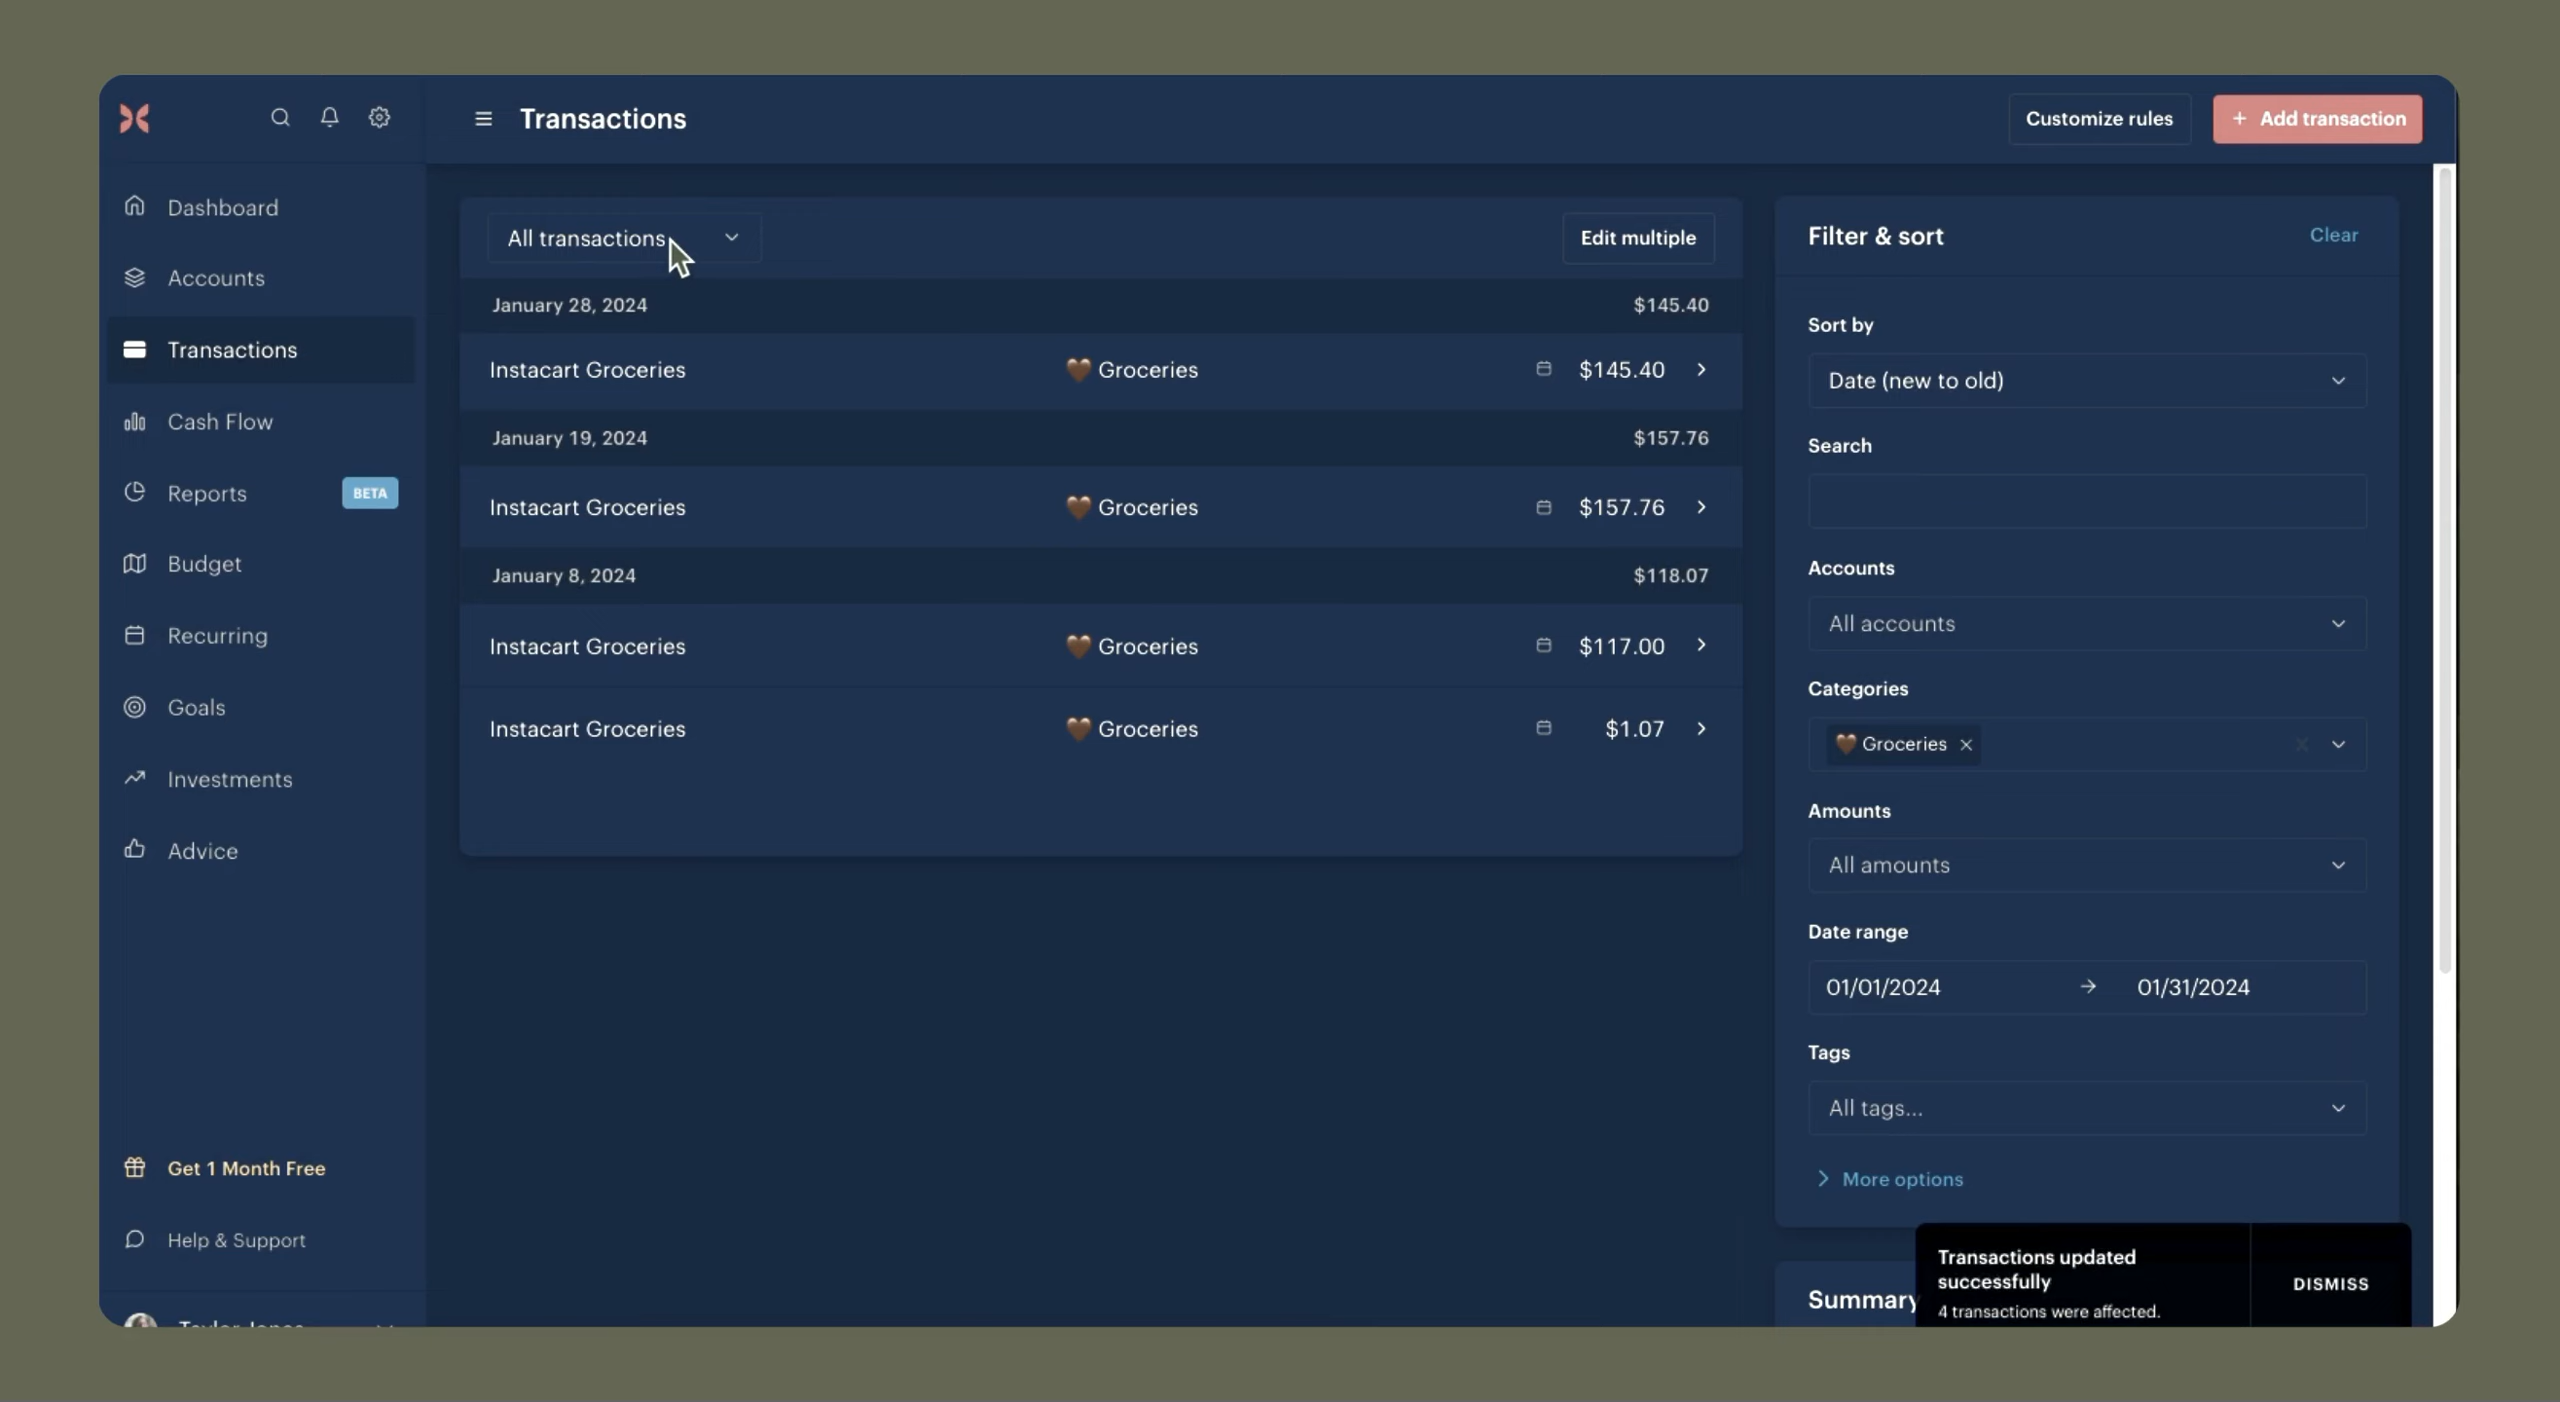 Transactions
Customize rules
+ Add transaction
Dashboard
Accounts
Transactions
Cash Flow
Reports BETA
Budget
Recurring
Goals
Investments
Advice
Get 1 Month Free
Help & Support
Taylor Jones
All transactions
Edit multiple
January 28, 2024 $145.40
Instacart Groceries Groceries $145.40
January 19, 2024 $157.76
Instacart Groceries Groceries $157.76
January 8, 2024 $118.07
Instacart Groceries Groceries $117.00
Instacart Groceries Groceries $1.07
Filter & sort Clear
Sort by
Date (new to old)
Search
Accounts
All accounts
Categories
Groceries
Amounts
All amounts
Date range
01/01/2024 → 01/31/2024
Tags
All tags...
More options
Summary
Transactions updated
successfully
4 transactions were affected.
DISMISS